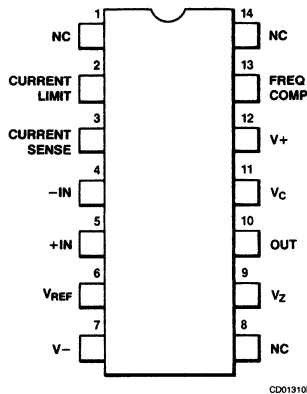 1 14
NC NC
2 13
CURRENT LIMIT FREQ COMP
3 12
CURRENT SENSE V+
4 11
−IN VC
5 10
+IN OUT
6 9
VREF VZ
7 8
V− NC